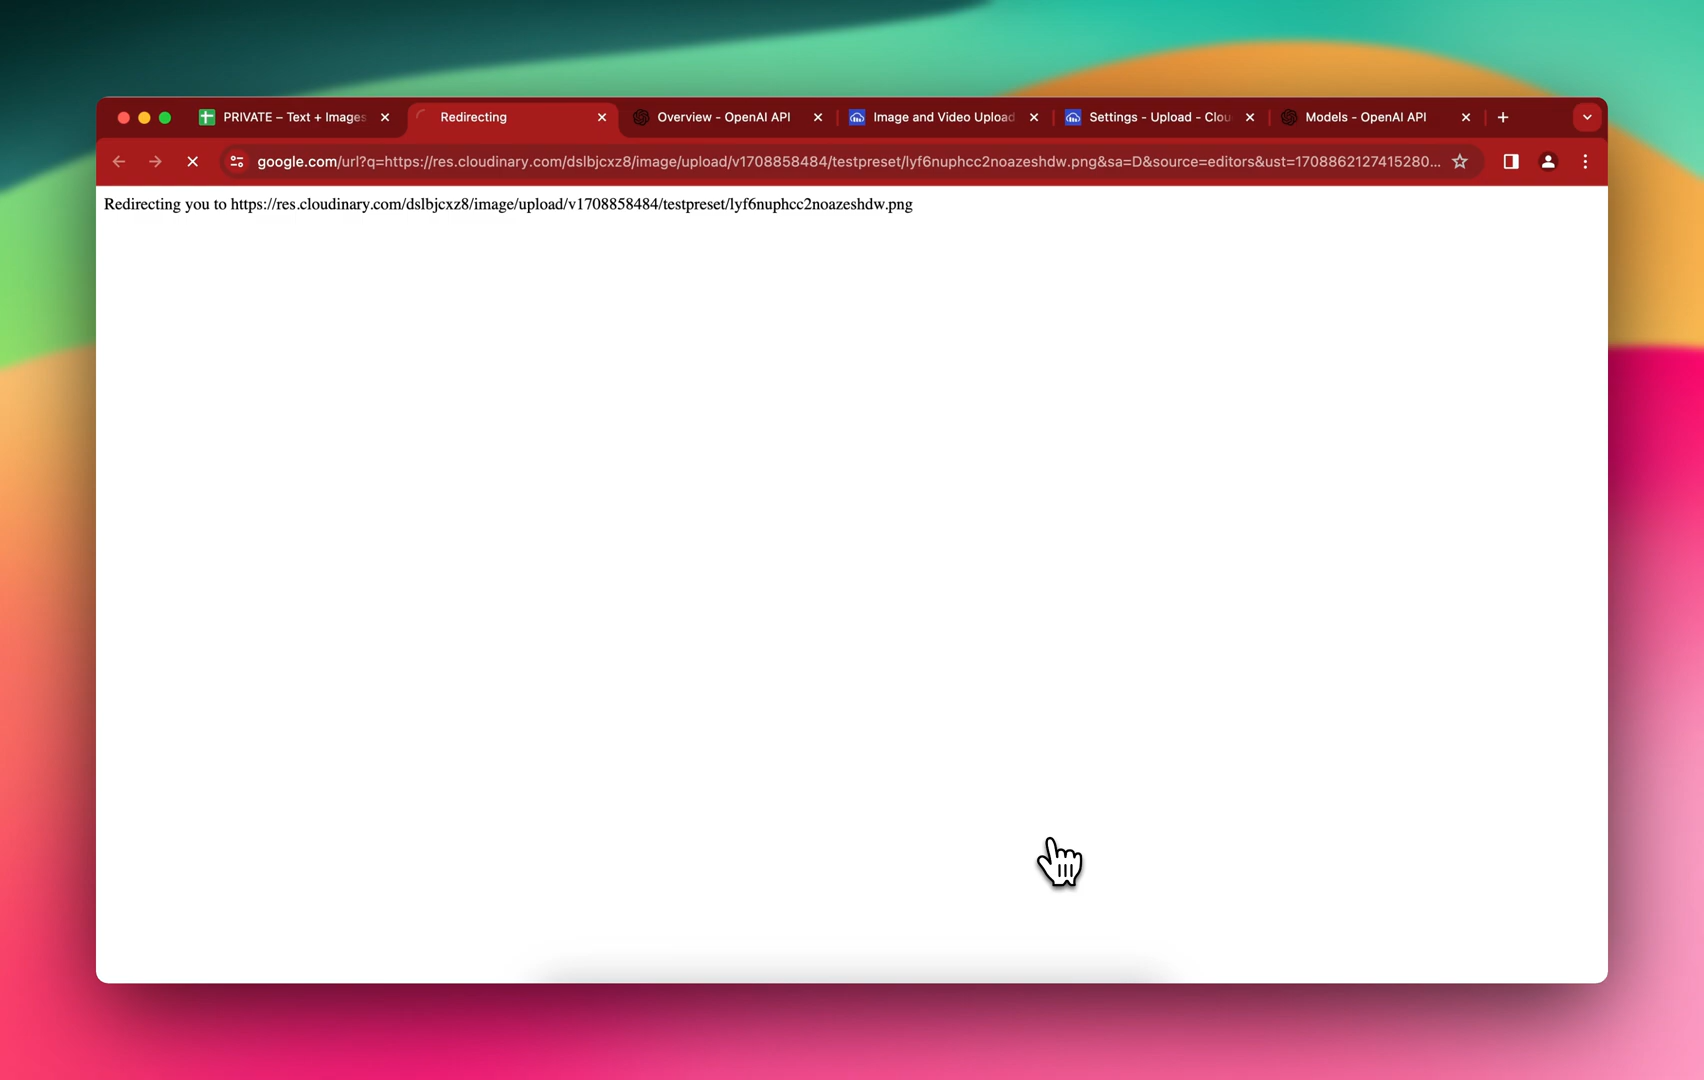 PRIVATE – Text + Images
Redirecting
Overview - OpenAI API
Image and Video Upload
Settings - Upload - Clou
Models - OpenAI API
google.com/url?q=https://res.cloudinary.com/dslbjcxz8/image/upload/v1708858484/testpreset/lyf6nuphcc2noazeshdw.png&sa=D&source=editors&ust=1708862127415280...
Redirecting you to https://res.cloudinary.com/dslbjcxz8/image/upload/v1708858484/testpreset/lyf6nuphcc2noazeshdw.png